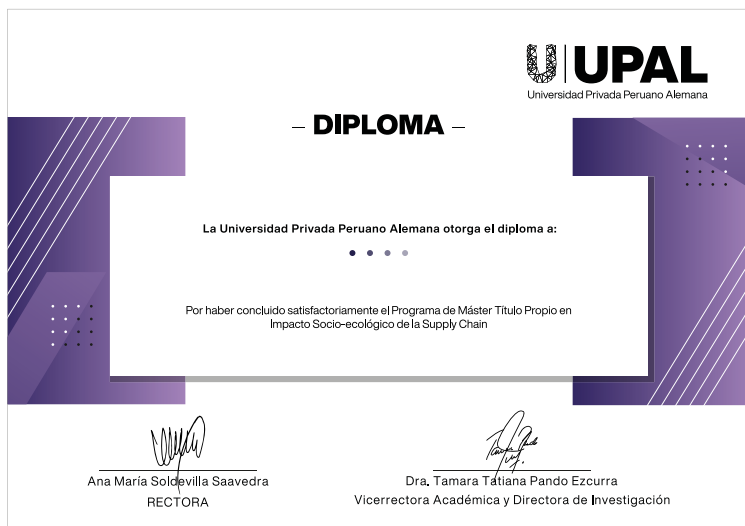 UPAL
Universidad Privada Peruano Alemana
– DIPLOMA –
La Universidad Privada Peruano Alemana otorga el diploma a:
Por haber concluido satisfactoriamente el Programa de Máster Título Propio en
Impacto Socio-ecológico de la Supply Chain
Ana María Soldevilla Saavedra
RECTORA
Dra. Tamara Tatiana Pando Ezcurra
Vicerrectora Académica y Directora de Investigación